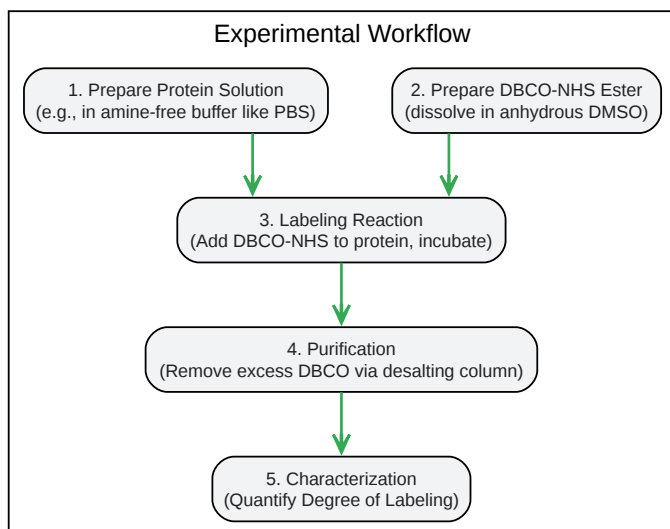 Experimental Workflow
1. Prepare Protein Solution
(e.g., in amine-free buffer like PBS)
2. Prepare DBCO-NHS Ester
(dissolve in anhydrous DMSO)
3. Labeling Reaction
(Add DBCO-NHS to protein, incubate)
4. Purification
(Remove excess DBCO via desalting column)
5. Characterization
(Quantify Degree of Labeling)